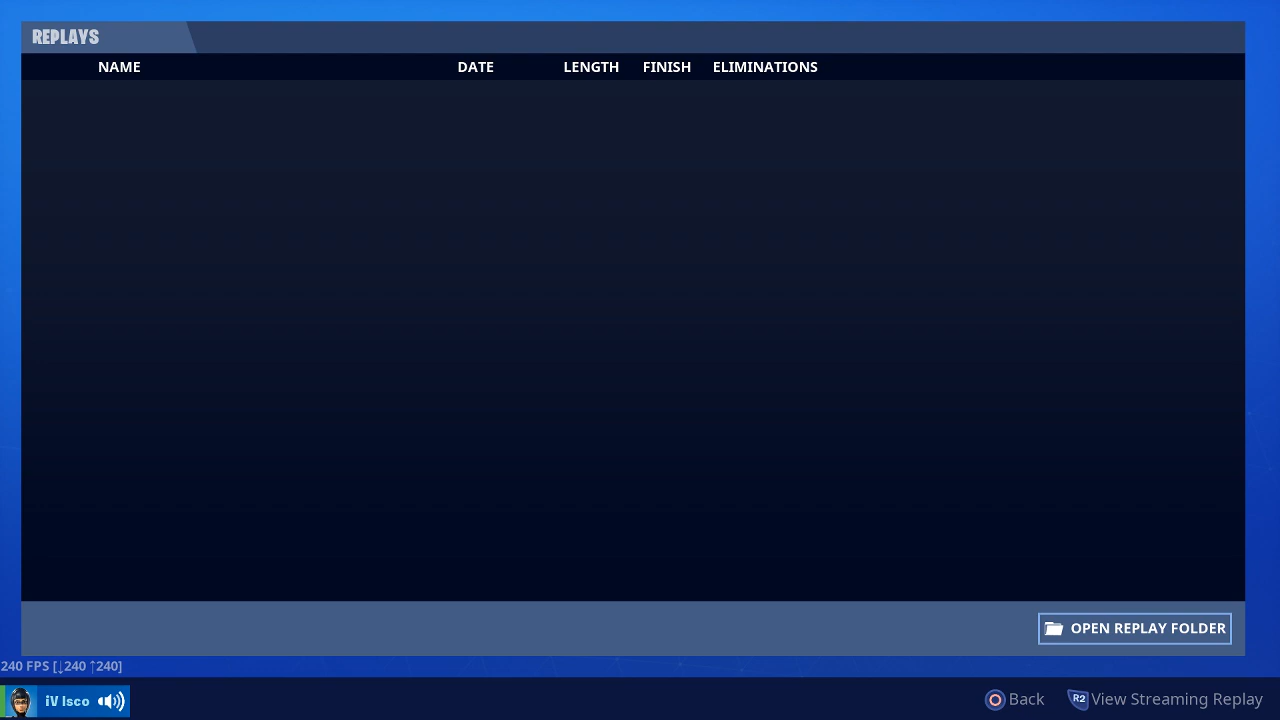 REPLAYS
NAME DATE LENGTH FINISH ELIMINATIONS
OPEN REPLAY FOLDER
240 FPS [↓240 ↑240]
iV Isco
Back R2 View Streaming Replay